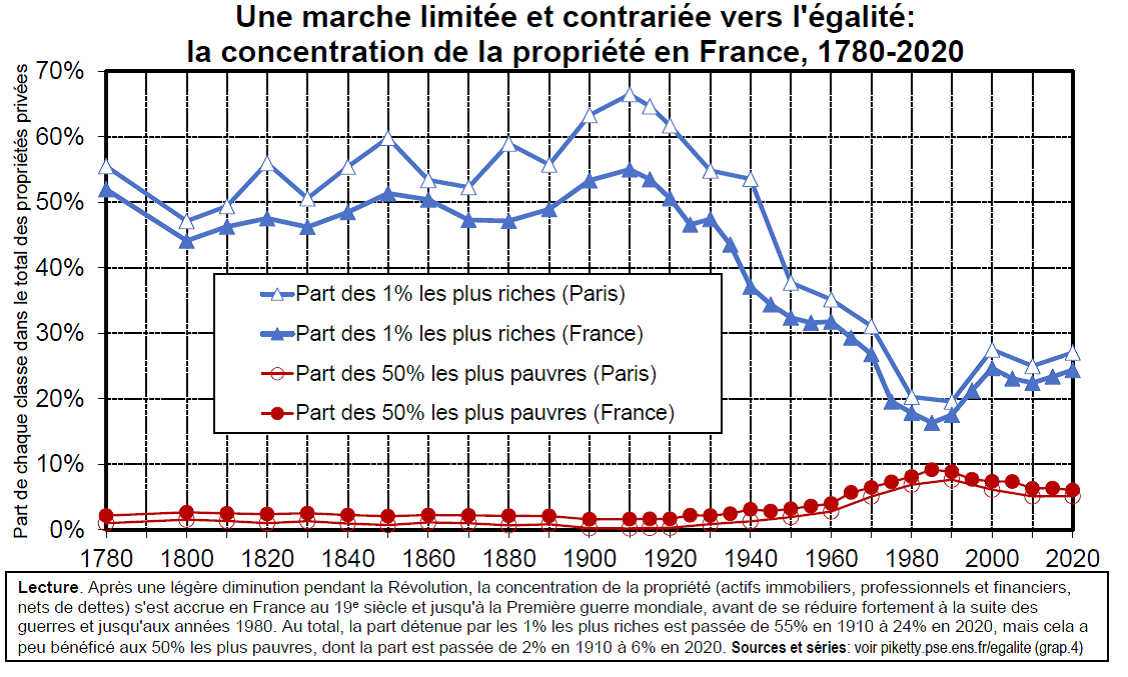 Une marche limitée et contrariée vers l'égalité:
la concentration de la propriété en France, 1780-2020
Part de chaque classe dans le total des propriétés privées
70%
60%
50%
40%
30%
20%
10%
0%
Part des 1% les plus riches (Paris)
Part des 1% les plus riches (France)
Part des 50% les plus pauvres (Paris)
Part des 50% les plus pauvres (France)
1780 1800 1820 1840 1860 1880 1900 1920 1940 1960 1980 2000 2020
Lecture. Après une légère diminution pendant la Révolution, la concentration de la propriété (actifs immobiliers, professionnels et financiers,
nets de dettes) s'est accrue en France au 19e siècle et jusqu'à la Première guerre mondiale, avant de se réduire fortement à la suite des
guerres et jusqu'aux années 1980. Au total, la part détenue par les 1% les plus riches est passée de 55% en 1910 à 24% en 2020, mais cela a
peu bénéficé aux 50% les plus pauvres, dont la part est passée de 2% en 1910 à 6% en 2020. Sources et séries: voir piketty.pse.ens.fr/egalite (grap.4)